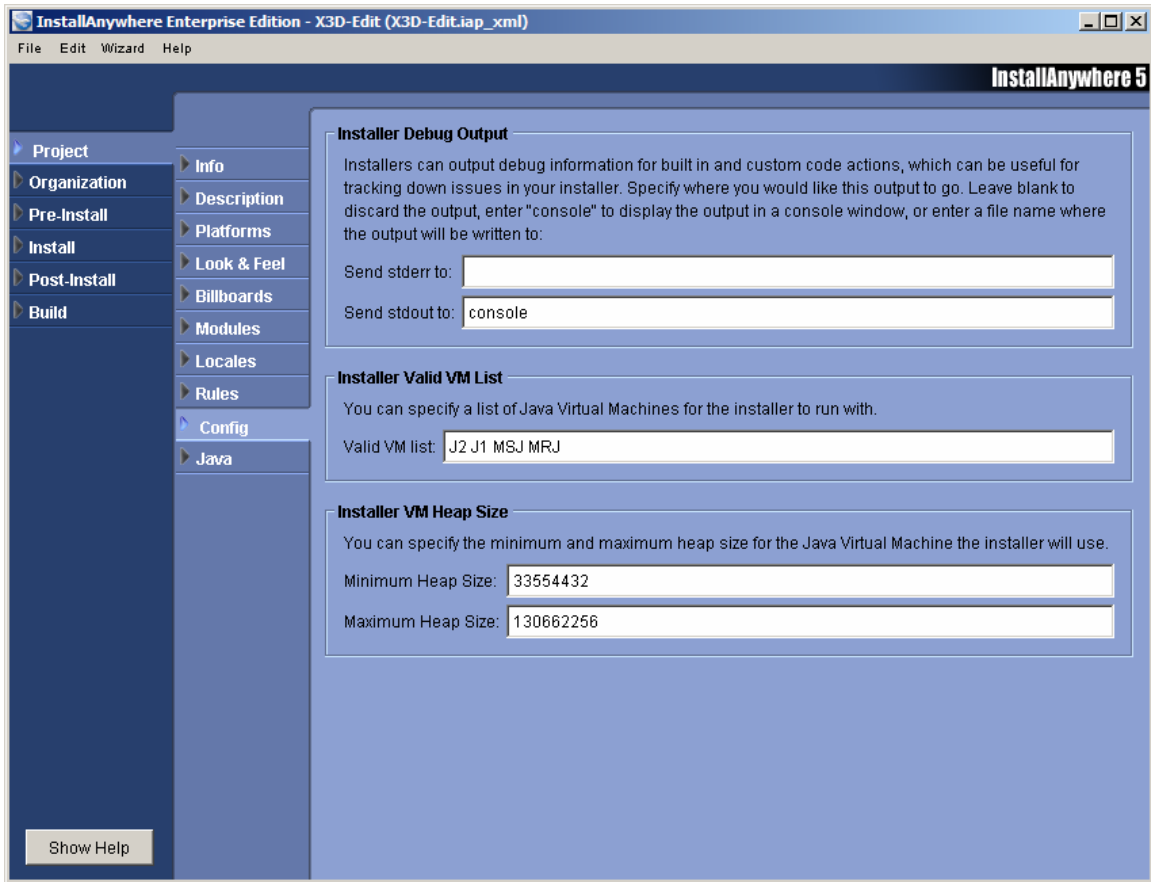 InstallAnywhere Enterprise Edition - X3D-Edit (X3D-Edit.iap_xml)
File Edit Wizard Help
InstallAnywhere 5
Project
Organization
Pre-Install
Install
Post-Install
Build
Show Help
Info
Description
Platforms
Look & Feel
Billboards
Modules
Locales
Rules
Config
Java
Installer Debug Output
Installers can output debug information for built in and custom code actions, which can be useful for
tracking down issues in your installer. Specify where you would like this output to go. Leave blank to
discard the output, enter "console" to display the output in a console window, or enter a file name where
the output will be written to:
Send stderr to:
Send stdout to: console
Installer Valid VM List
You can specify a list of Java Virtual Machines for the installer to run with.
Valid VM list: J2 J1 MSJ MRJ
Installer VM Heap Size
You can specify the minimum and maximum heap size for the Java Virtual Machine the installer will use.
Minimum Heap Size: 33554432
Maximum Heap Size: 130662256